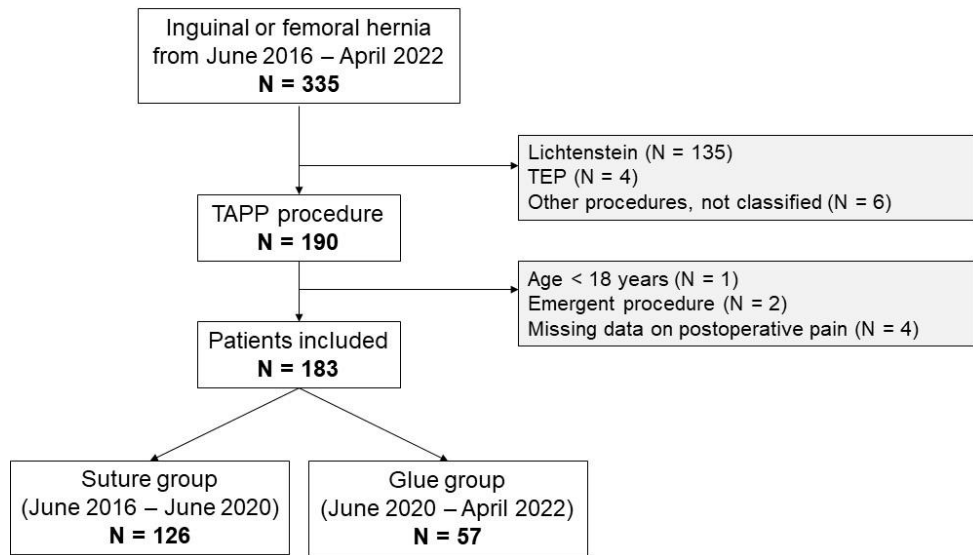 Inguinal or femoral hernia
from June 2016 – April 2022
N = 335
Lichtenstein (N = 135)
TEP (N = 4)
Other procedures, not classified (N = 6)
TAPP procedure
N = 190
Age < 18 years (N = 1)
Emergent procedure (N = 2)
Missing data on postoperative pain (N = 4)
Patients included
N = 183
Suture group
(June 2016 – June 2020)
N = 126
Glue group
(June 2020 – April 2022)
N = 57